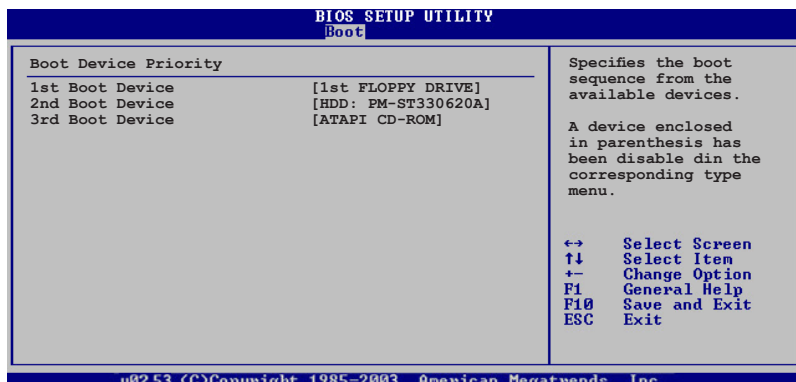 BIOS SETUP UTILITY
Boot
Boot Device Priority
1st Boot Device [1st FLOPPY DRIVE]
2nd Boot Device [HDD: PM-ST330620A]
3rd Boot Device [ATAPI CD-ROM]
Specifies the boot
sequence from the
available devices.
A device enclosed
in parenthesis has
been disable din the
corresponding type
menu.
←→ Select Screen
↑↓ Select Item
+- Change Option
F1 General Help
F10 Save and Exit
ESC Exit
v02.53 (C)Copyright 1985-2003, American Megatrends, Inc.